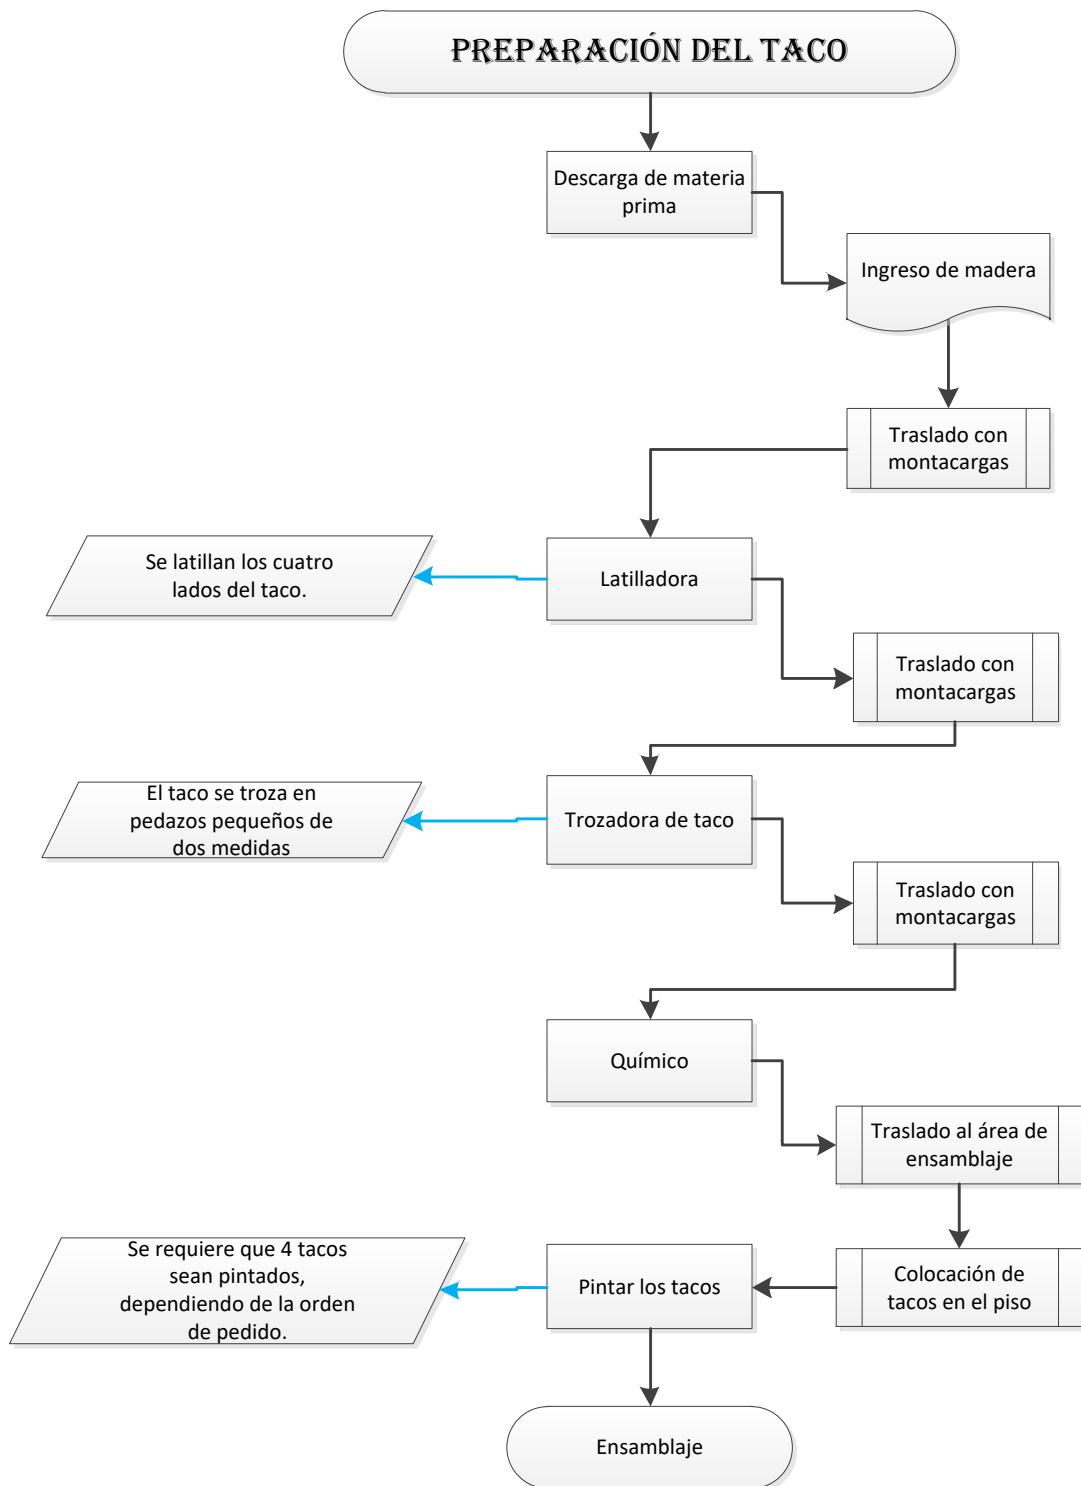 PREPARACIÓN DEL TACO
Descarga de materia
prima
Ingreso de madera
Traslado con
montacargas
Se latillan los cuatro
lados del taco.
Latilladora
Traslado con
montacargas
El taco se troza en
pedazos pequeños de
dos medidas
Trozadora de taco
Traslado con
montacargas
Químico
Traslado al área de
ensamblaje
Se requiere que 4 tacos
sean pintados,
dependiendo de la orden
de pedido.
Pintar los tacos
Colocación de
tacos en el piso
Ensamblaje